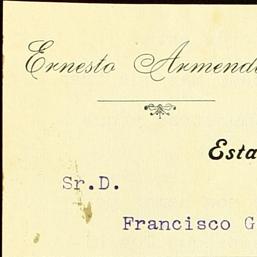 Ernesto Armend
Esta
Sr.D.
Francisco G